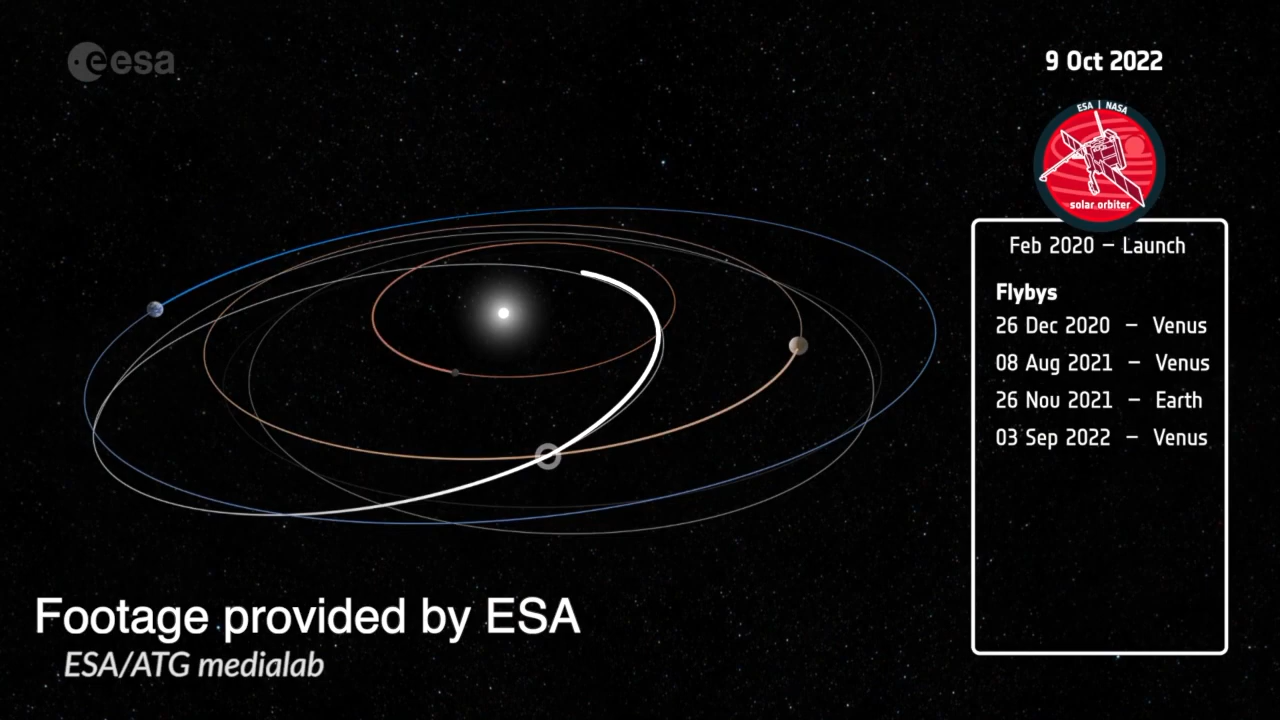 esa
9 Oct 2022
ESA | NASA
solar orbiter
Feb 2020 – Launch
Flybys
26 Dec 2020 – Venus
08 Aug 2021 – Venus
26 Nov 2021 – Earth
03 Sep 2022 – Venus
Footage provided by ESA
ESA/ATG medialab